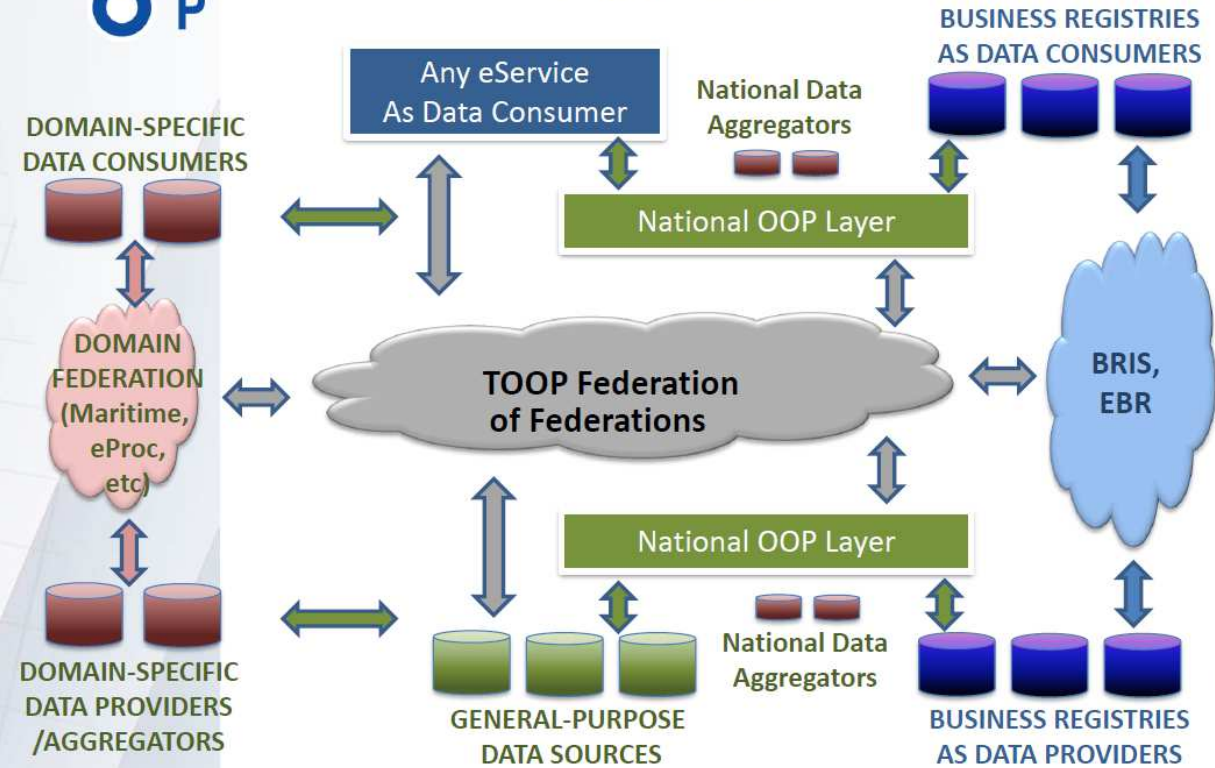 O P
BUSINESS REGISTRIES
AS DATA CONSUMERS
Any eService
As Data Consumer
National Data
Aggregators
DOMAIN-SPECIFIC
DATA CONSUMERS
National OOP Layer
DOMAIN
FEDERATION
(Maritime,
eProc,
etc)
TOOP Federation
of Federations
BRIS,
EBR
National OOP Layer
National Data
Aggregators
DOMAIN-SPECIFIC
DATA PROVIDERS
/AGGREGATORS
GENERAL-PURPOSE
DATA SOURCES
BUSINESS REGISTRIES
AS DATA PROVIDERS